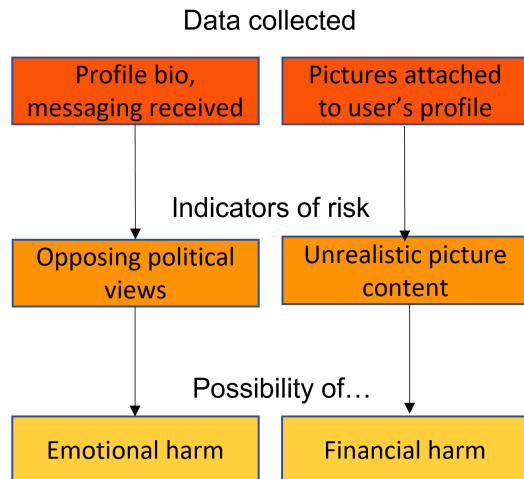 Data collected
Profile bio,
messaging received
Pictures attached
to user's profile
Indicators of risk
Opposing political
views
Unrealistic picture
content
Possibility of…
Emotional harm
Financial harm